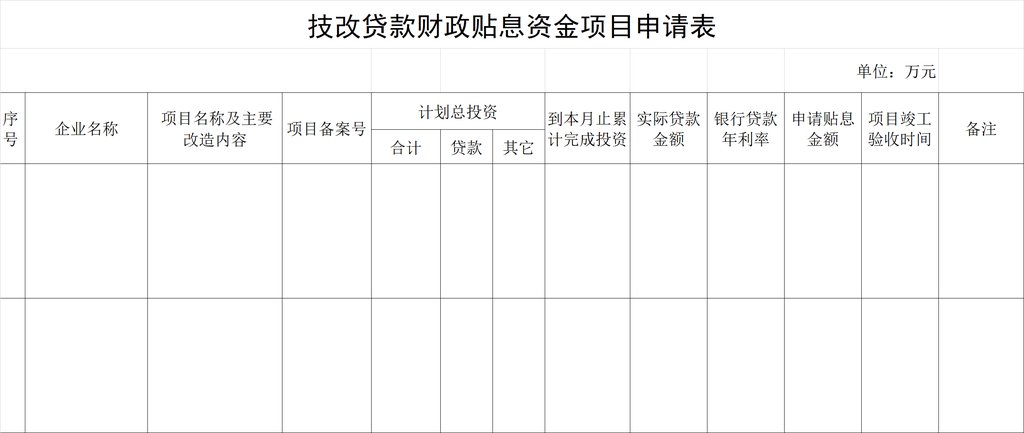 技改贷款财政贴息资金项目申请表
单位：万元
序号
企业名称
项目名称及主要
改造内容
项目备案号
计划总投资
合计
贷款
其它
到本月止累
计完成投资
实际贷款
金额
银行贷款
年利率
申请贴息
金额
项目竣工
验收时间
备注